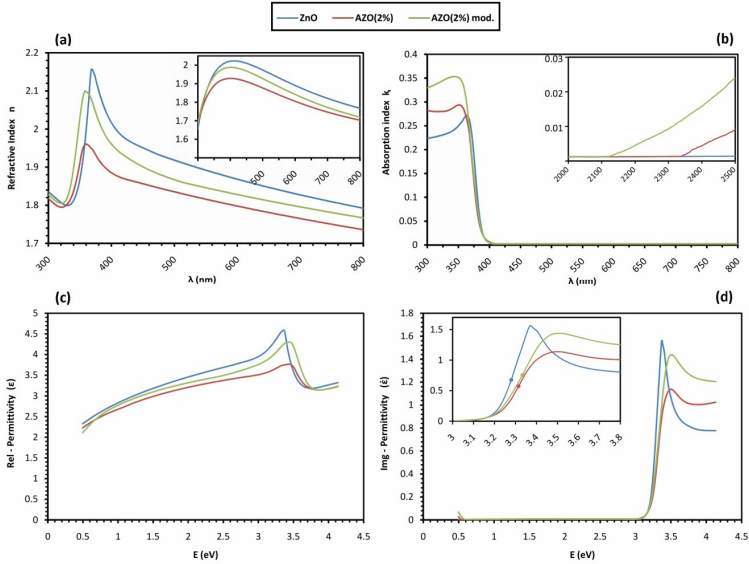 ZnO AZO(2%) AZO(2%) mod.
(a)
Refractive Index n
2.2
2.1
2
1.9
1.8
1.7
300 400 500 600 700 800
λ (nm)
2
1.9
1.8
1.7
1.6
500 600 700 800
(b)
Absorption index k
0.4
0.35
0.3
0.25
0.2
0.15
0.1
0.05
0
300 350 400 450 500 550 600 650 700 750 800
λ (nm)
0.03
0.01
0.00
2000 2100 2200 2300 2400 2500
(c)
Rel - Permittivity (ε)
5
4.5
4
3.5
3
2.5
2
1.5
1
0.5
0
0 0.5 1 1.5 2 2.5 3 3.5 4 4.5
E (eV)
(d)
Img - Permittivity (ἐ)
1.8
1.6
1.4
1.2
1
0.8
0.6
0.4
0.2
0
0 0.5 1 1.5 2 2.5 3 3.5 4 4.5
E (eV)
1.5
1
0.5
0
3 3.1 3.2 3.3 3.4 3.5 3.6 3.7 3.8